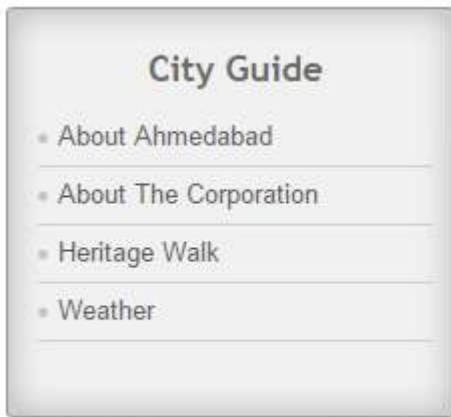 City Guide
About Ahmedabad
About The Corporation
Heritage Walk
Weather